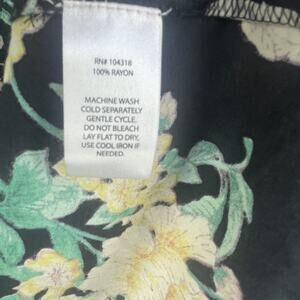 RN# 104318
100% RAYON
MACHINE WASH
COLD SEPARATELY
GENTLE CYCLE.
DO NOT BLEACH
LAY FLAT TO DRY,
USE COOL IRON IF
NEEDED.